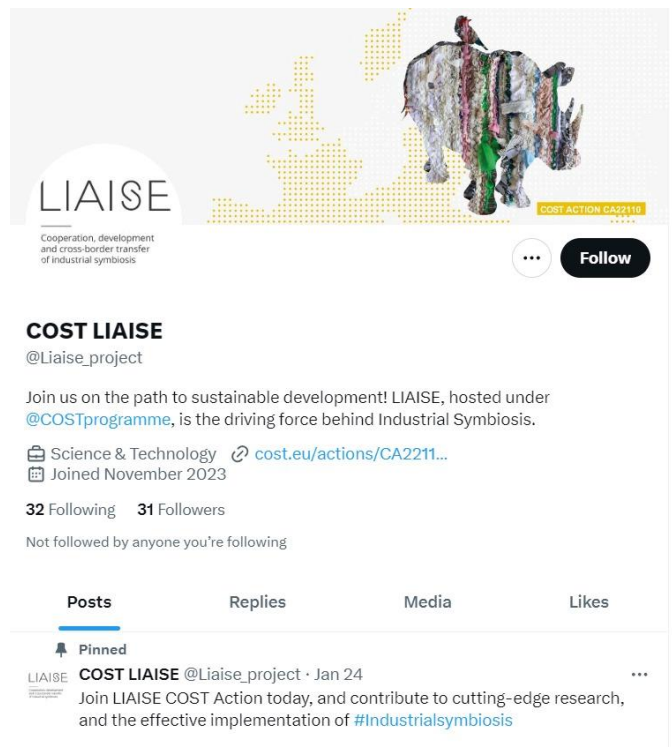 COST ACTION CA22110
LIAISE
Cooperation, development
and cross-border transfer
of industrial symbiosis
Follow
COST LIAISE
@Liaise_project
Join us on the path to sustainable development! LIAISE, hosted under
@COSTprogramme, is the driving force behind Industrial Symbiosis.
Science & Technology cost.eu/actions/CA2211...
Joined November 2023
32 Following 31 Followers
Not followed by anyone you're following
Posts Replies Media Likes
Pinned
LIAISE COST LIAISE @Liaise_project · Jan 24
Join LIAISE COST Action today, and contribute to cutting-edge research,
and the effective implementation of #Industrialsymbiosis